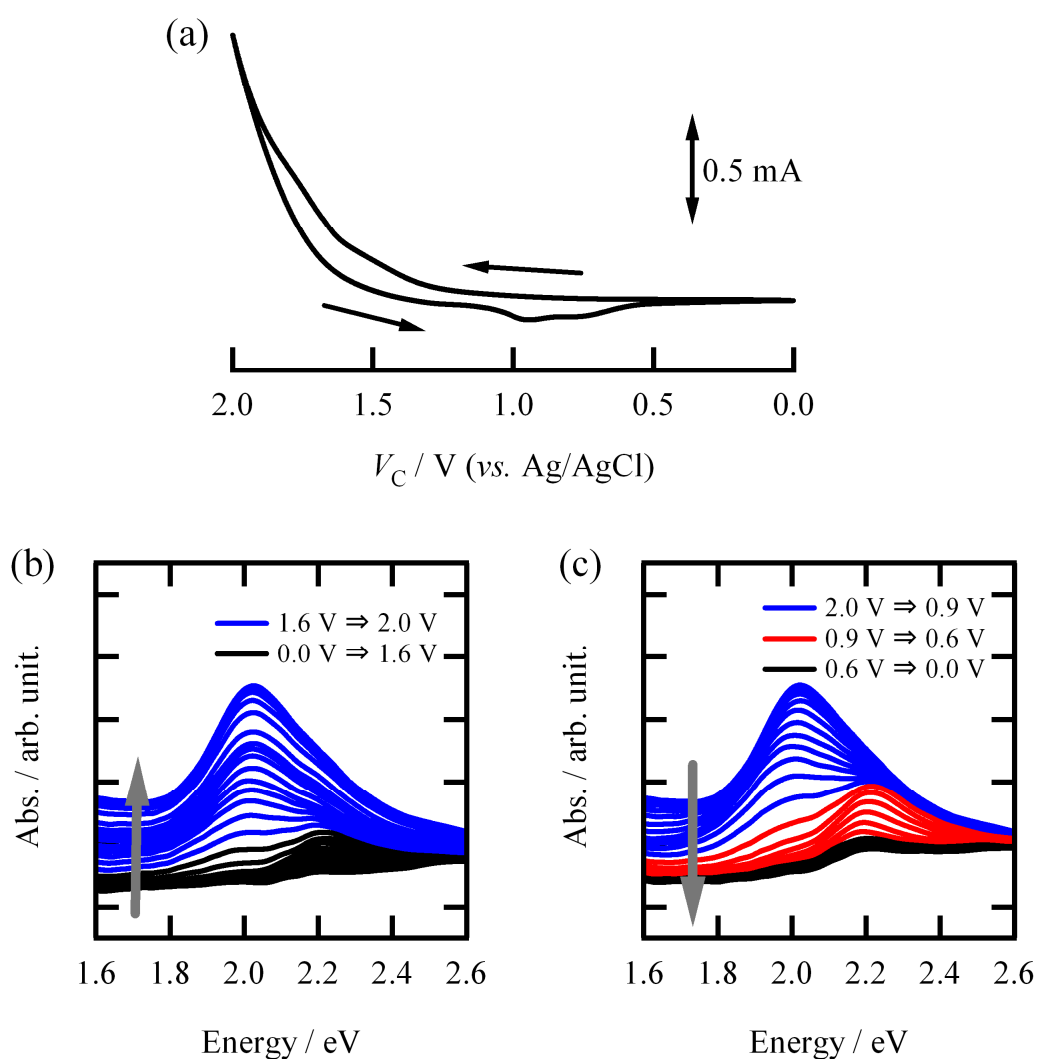 (a)
0.5 mA
2.0 1.5 1.0 0.5 0.0
V_C / V (vs. Ag/AgCl)
(b)
1.6 V ⇒ 2.0 V
0.0 V ⇒ 1.6 V
Abs. / arb. unit.
1.6 1.8 2.0 2.2 2.4 2.6
Energy / eV
(c)
2.0 V ⇒ 0.9 V
0.9 V ⇒ 0.6 V
0.6 V ⇒ 0.0 V
Abs. / arb. unit.
1.6 1.8 2.0 2.2 2.4 2.6
Energy / eV